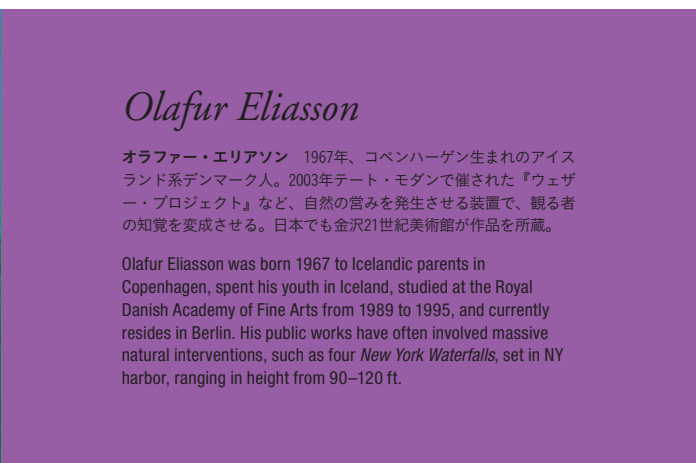 Olafur Eliasson
オラファー・エリアソン　1967年、コペンハーゲン生まれのアイス
ランド系デンマーク人。2003年テート・モダンで催された『ウェザ
ー・プロジェクト』など、自然の営みを発生させる装置で、観る者
の知覚を変成させる。日本でも金沢21世紀美術館が作品を所蔵。
Olafur Eliasson was born 1967 to Icelandic parents in
Copenhagen, spent his youth in Iceland, studied at the Royal
Danish Academy of Fine Arts from 1989 to 1995, and currently
resides in Berlin. His public works have often involved massive
natural interventions, such as four New York Waterfalls, set in NY
harbor, ranging in height from 90–120 ft.